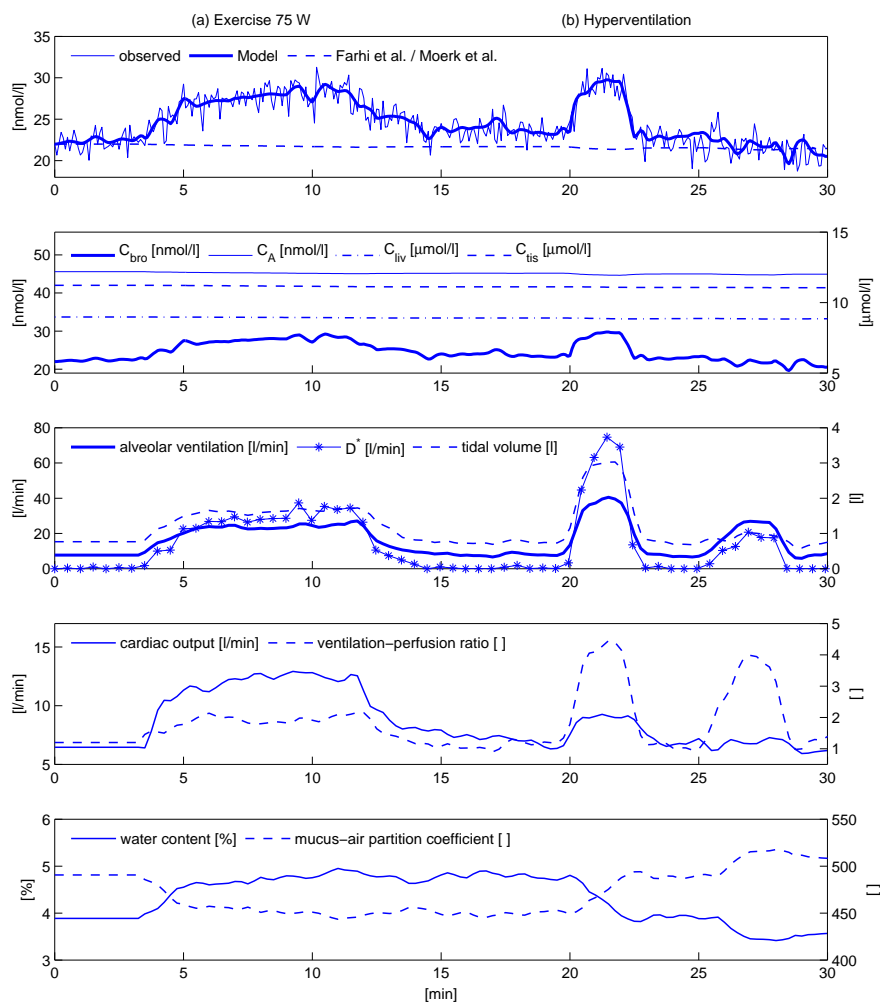 (a) Exercise 75 W (b) Hyperventilation
35
30
25
20
[nmol/l]
observed Model Farhi et al. / Moerk et al.
0 5 10 15 20 25 30
50
40
30
20
[nmol/l]
C_bro [nmol/l] C_A [nmol/l] C_liv [μmol/l] C_tis [μmol/l]
15
10
5
[μmol/l]
0 5 10 15 20 25 30
80
60
40
20
0
[l/min]
alveolar ventilation [l/min] D* [l/min] tidal volume [l]
4
3
2
1
0
[l]
0 5 10 15 20 25 30
15
10
5
[l/min]
cardiac output [l/min] ventilation−perfusion ratio [ ]
5
4
3
2
1
[ ]
0 5 10 15 20 25 30
6
5
4
3
[%]
water content [%] mucus−air partition coefficient [ ]
550
500
450
400
[ ]
0 5 10 15 20 25 30
[min]